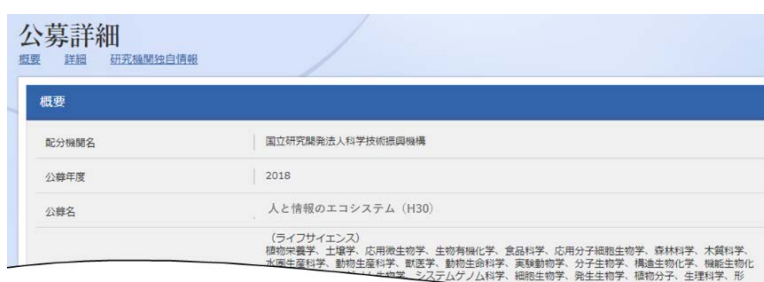 公募詳細
概要 詳細 研究機関独自情報
概要
配分機関名 国立研究開発法人科学技術振興機構
公募年度 2018
公募名 人と情報のエコシステム（H30）
（ライフサイエンス）
植物栄養学、土壌学、応用微生物学、生物有機化学、食品科学、応用分子細胞生物学、森林科学、木質科学、
水圏生産科学、動物生産科学、獣医学、動物生命科学、実験動物学、分子生物学、構造生物化学、機能生物化
システムゲノム科学、細胞生物学、発生生物学、植物分子、生理科学、形